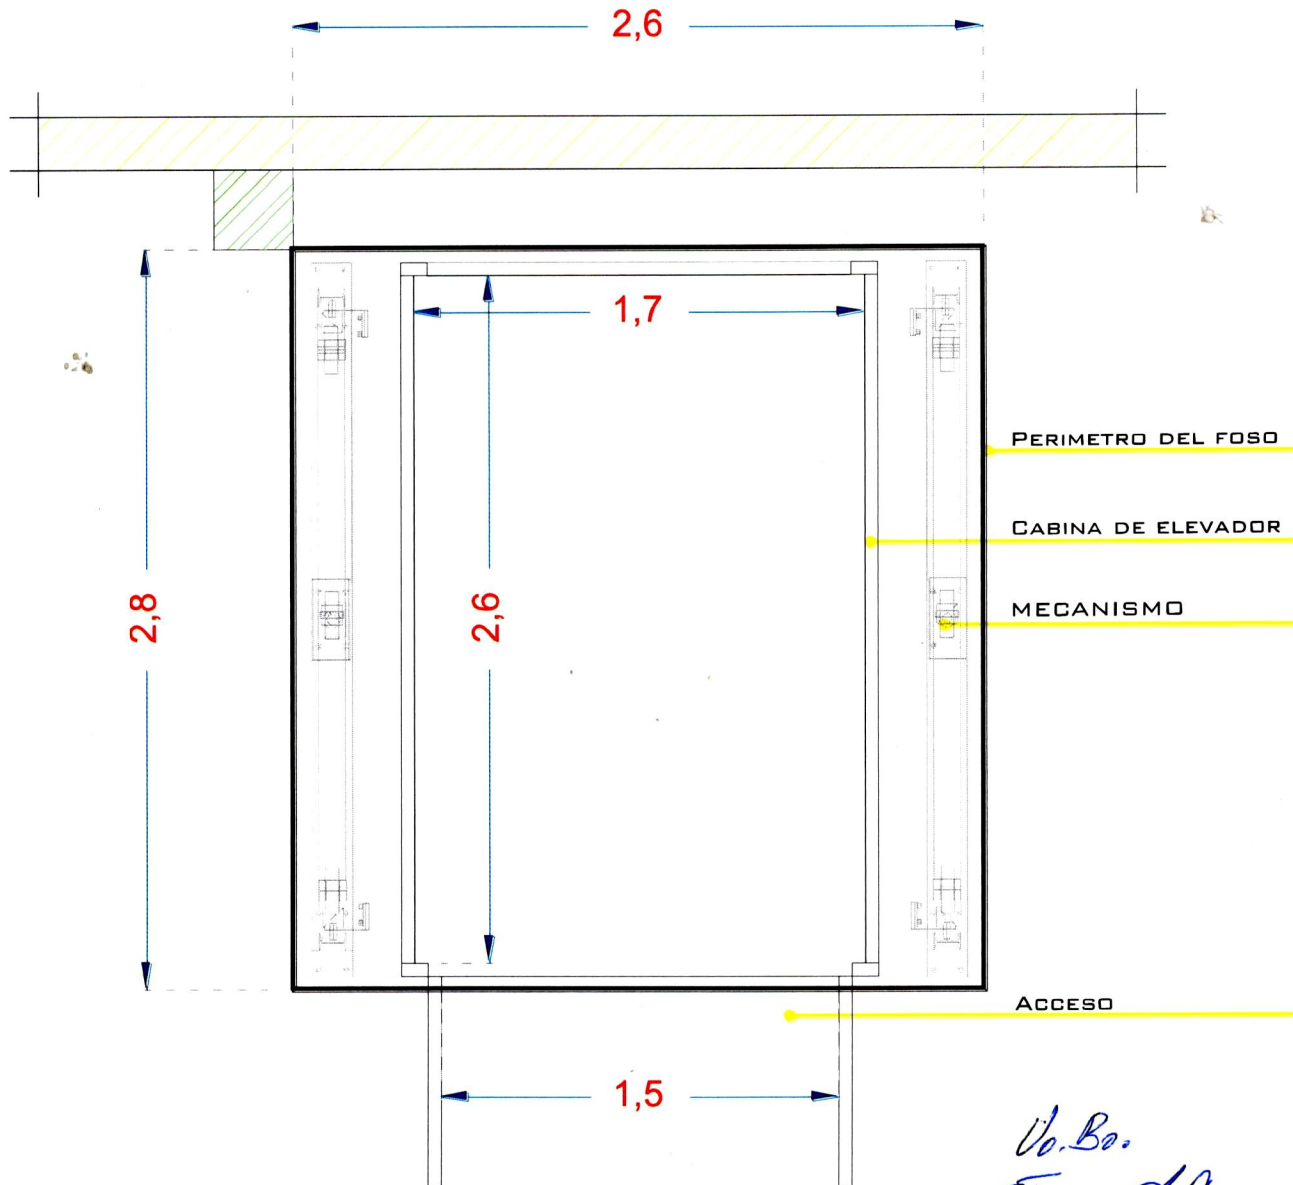 2,6
1,7
PERIMETRO DEL FOSO
CABINA DE ELEVADOR
2,8
2,6
MECANISMO
ACCESO
1,5
Vo. Bo.